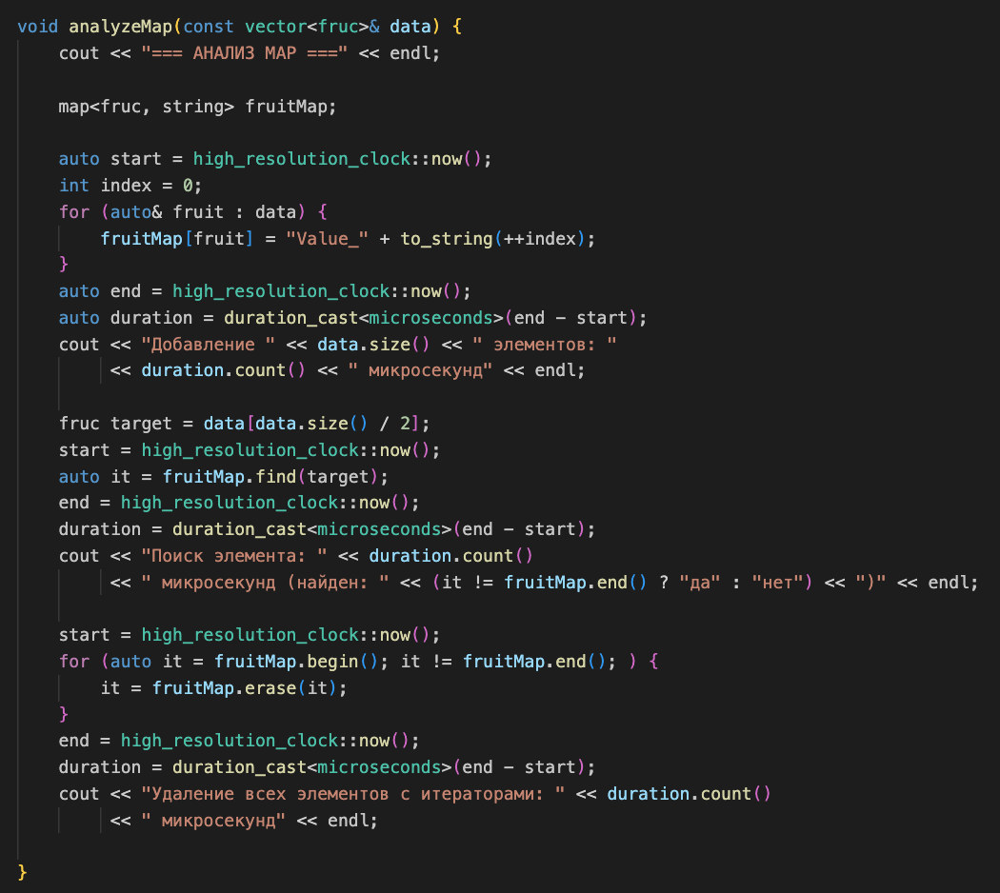 void analyzeMap(const vector<fruc>& data) {
    cout << "=== АНАЛИЗ MAP ===" << endl;

    map<fruc, string> fruitMap;

    auto start = high_resolution_clock::now();
    int index = 0;
    for (auto& fruit : data) {
        fruitMap[fruit] = "Value_" + to_string(++index);
    }
    auto end = high_resolution_clock::now();
    auto duration = duration_cast<microseconds>(end - start);
    cout << "Добавление " << data.size() << " элементов: "
         << duration.count() << " микросекунд" << endl;

    fruc target = data[data.size() / 2];
    start = high_resolution_clock::now();
    auto it = fruitMap.find(target);
    end = high_resolution_clock::now();
    duration = duration_cast<microseconds>(end - start);
    cout << "Поиск элемента: " << duration.count()
         << " микросекунд (найден: " << (it != fruitMap.end() ? "да" : "нет") << ")" << endl;

    start = high_resolution_clock::now();
    for (auto it = fruitMap.begin(); it != fruitMap.end(); ) {
        it = fruitMap.erase(it);
    }
    end = high_resolution_clock::now();
    duration = duration_cast<microseconds>(end - start);
    cout << "Удаление всех элементов с итераторами: " << duration.count()
         << " микросекунд" << endl;

}